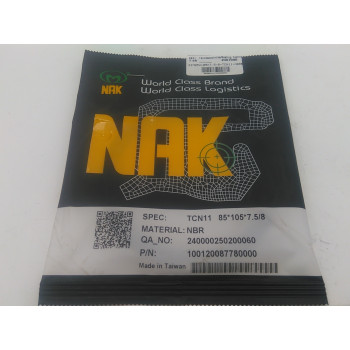 NAK
World Class Brand
World Class Logistics
NAK
SPEC: TCN11 85*105*7.5/8
MATERIAL: NBR
QA_NO: 240000250200060
P/N: 100120087780000
Made in Taiwan